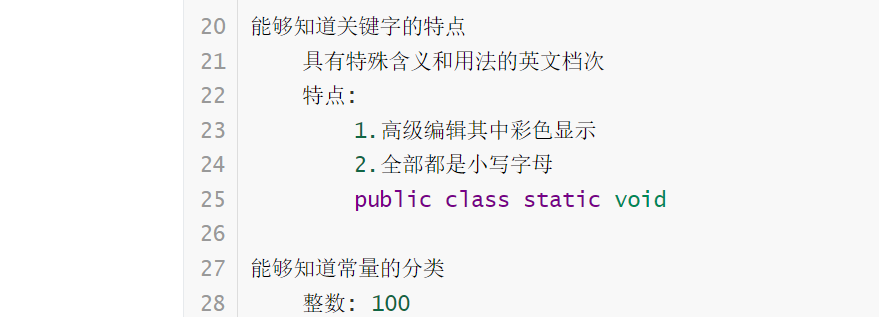 20 能够知道关键字的特点
21 具有特殊含义和用法的英文档次
22 特点:
23 1.高级编辑其中彩色显示
24 2.全部都是小写字母
25 public class static void
26
27 能够知道常量的分类
28 整数: 100